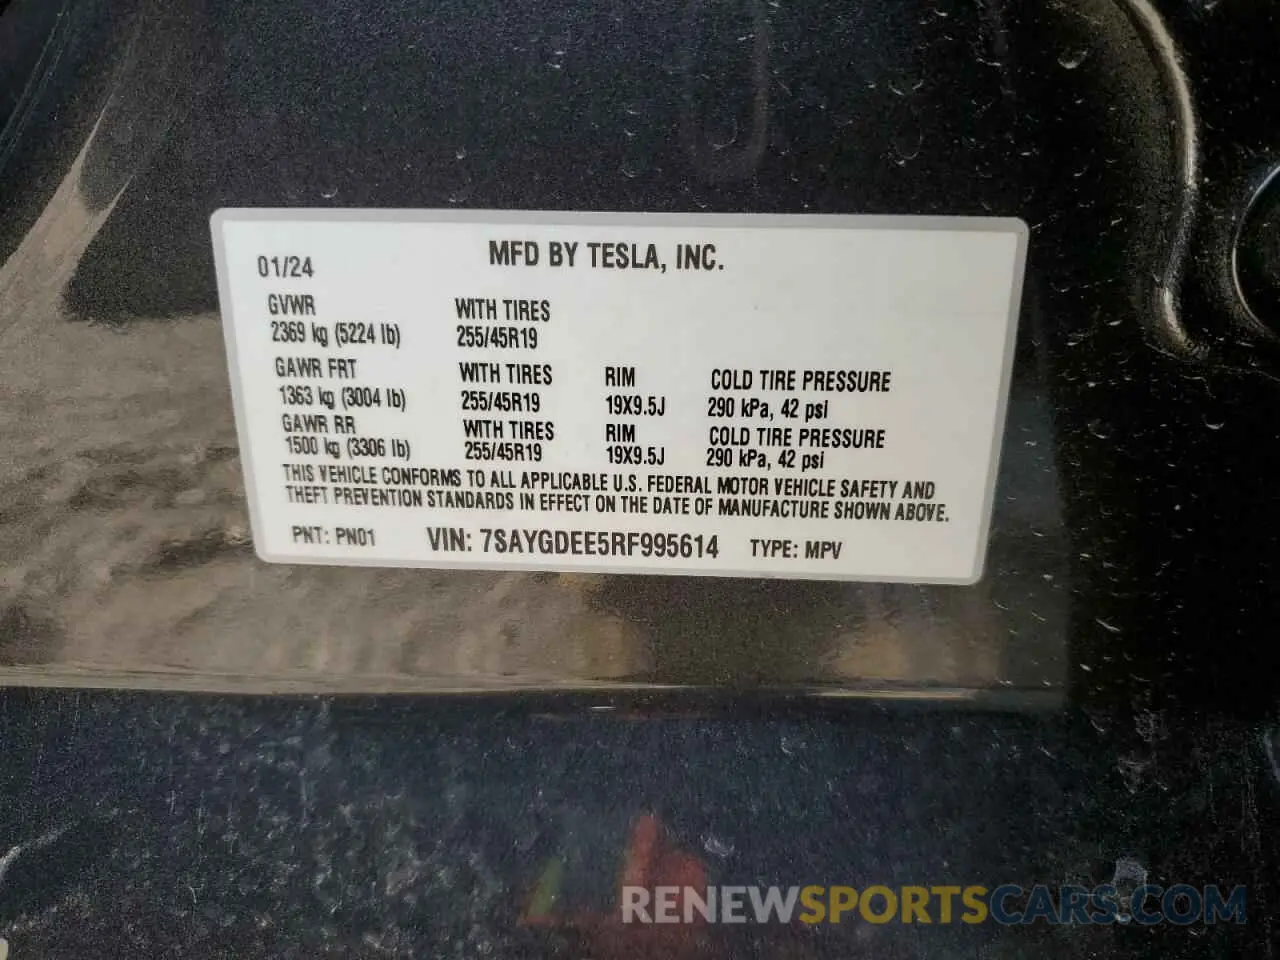 MFD BY TESLA, INC.
01/24
GVWR WITH TIRES
2369 kg (5224 lb) 255/45R19
GAWR FRT WITH TIRES RIM COLD TIRE PRESSURE
1363 kg (3004 lb) 255/45R19 19X9.5J 290 kPa, 42 psi
GAWR RR WITH TIRES RIM COLD TIRE PRESSURE
1500 kg (3306 lb) 255/45R19 19X9.5J 290 kPa, 42 psi
THIS VEHICLE CONFORMS TO ALL APPLICABLE U.S. FEDERAL MOTOR VEHICLE SAFETY AND
THEFT PREVENTION STANDARDS IN EFFECT ON THE DATE OF MANUFACTURE SHOWN ABOVE.
PNT: PN01 VIN: 7SAYGDEE5RF995614 TYPE: MPV
RENEWSPORTSCARS.COM